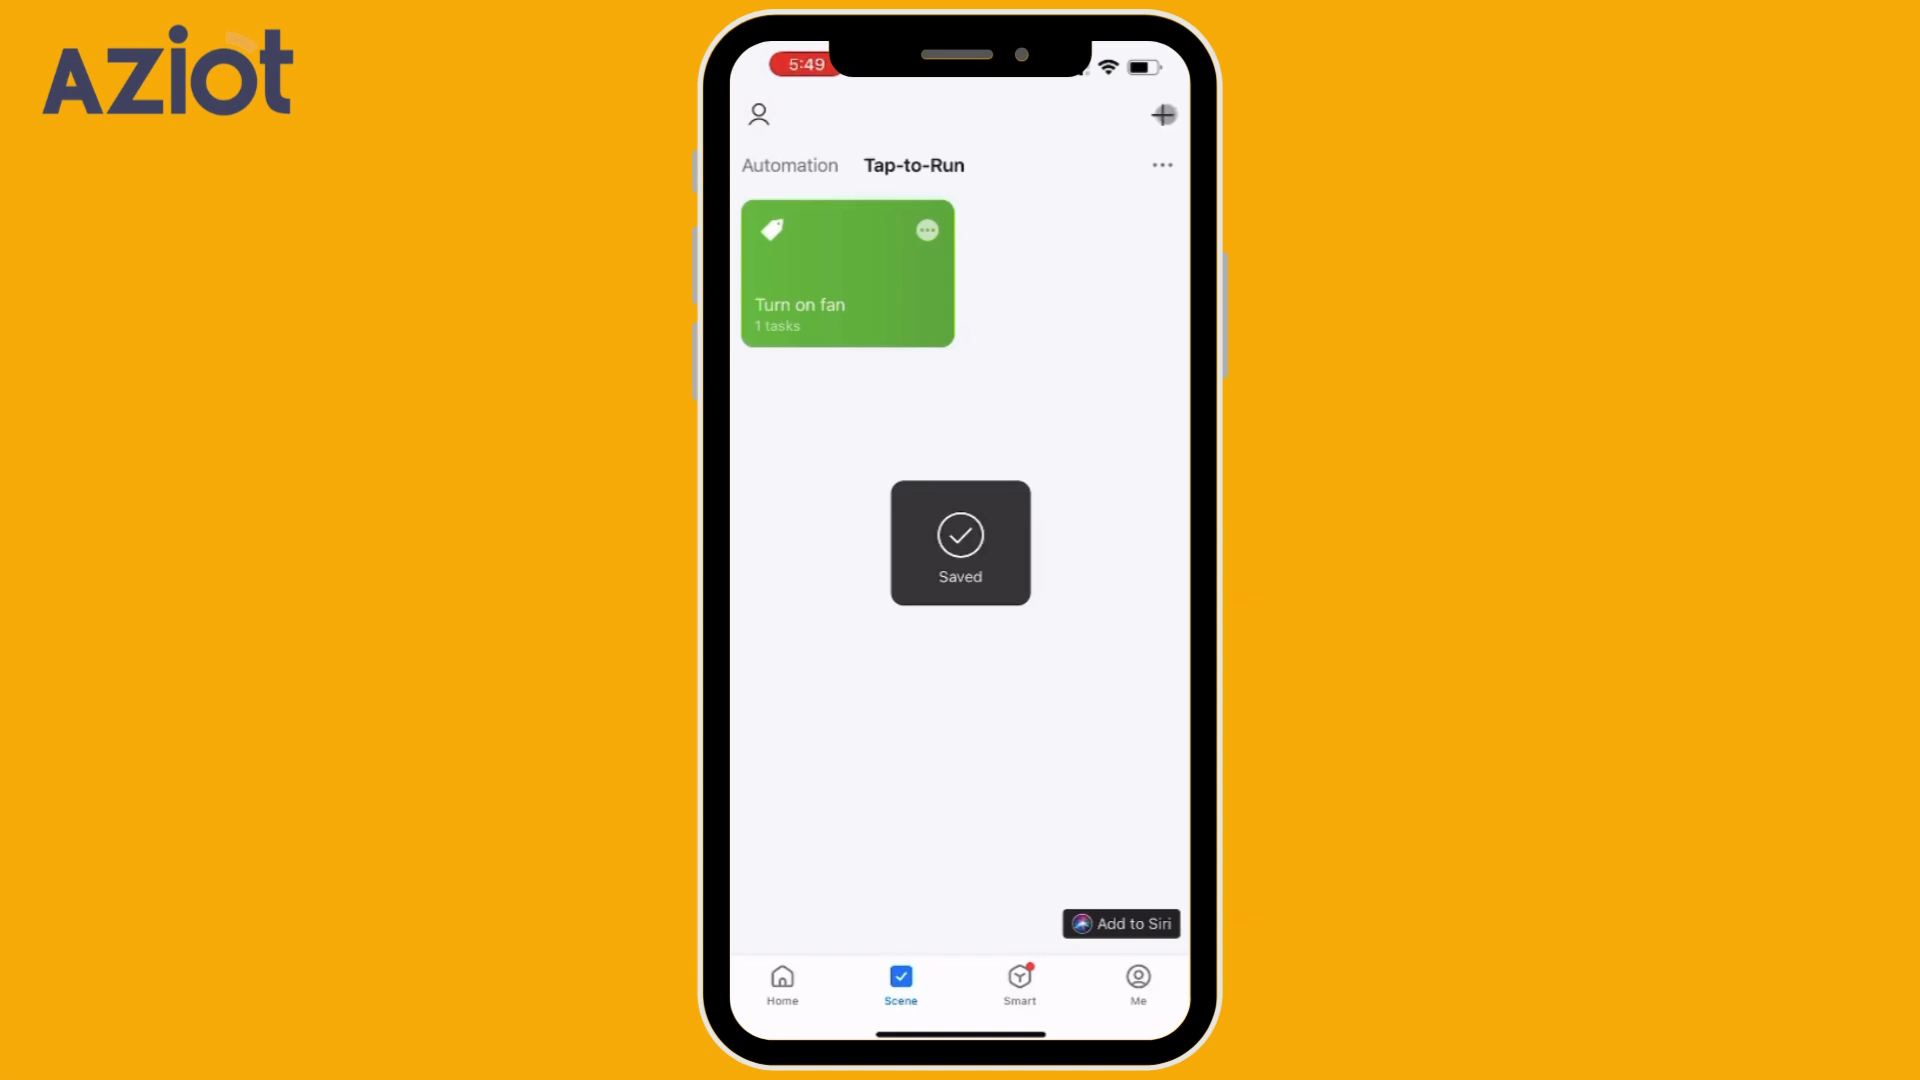 Aziot
5:49
Automation Tap-to-Run
Turn on fan
1 tasks
Saved
Add to Siri
Home Scene Smart Me